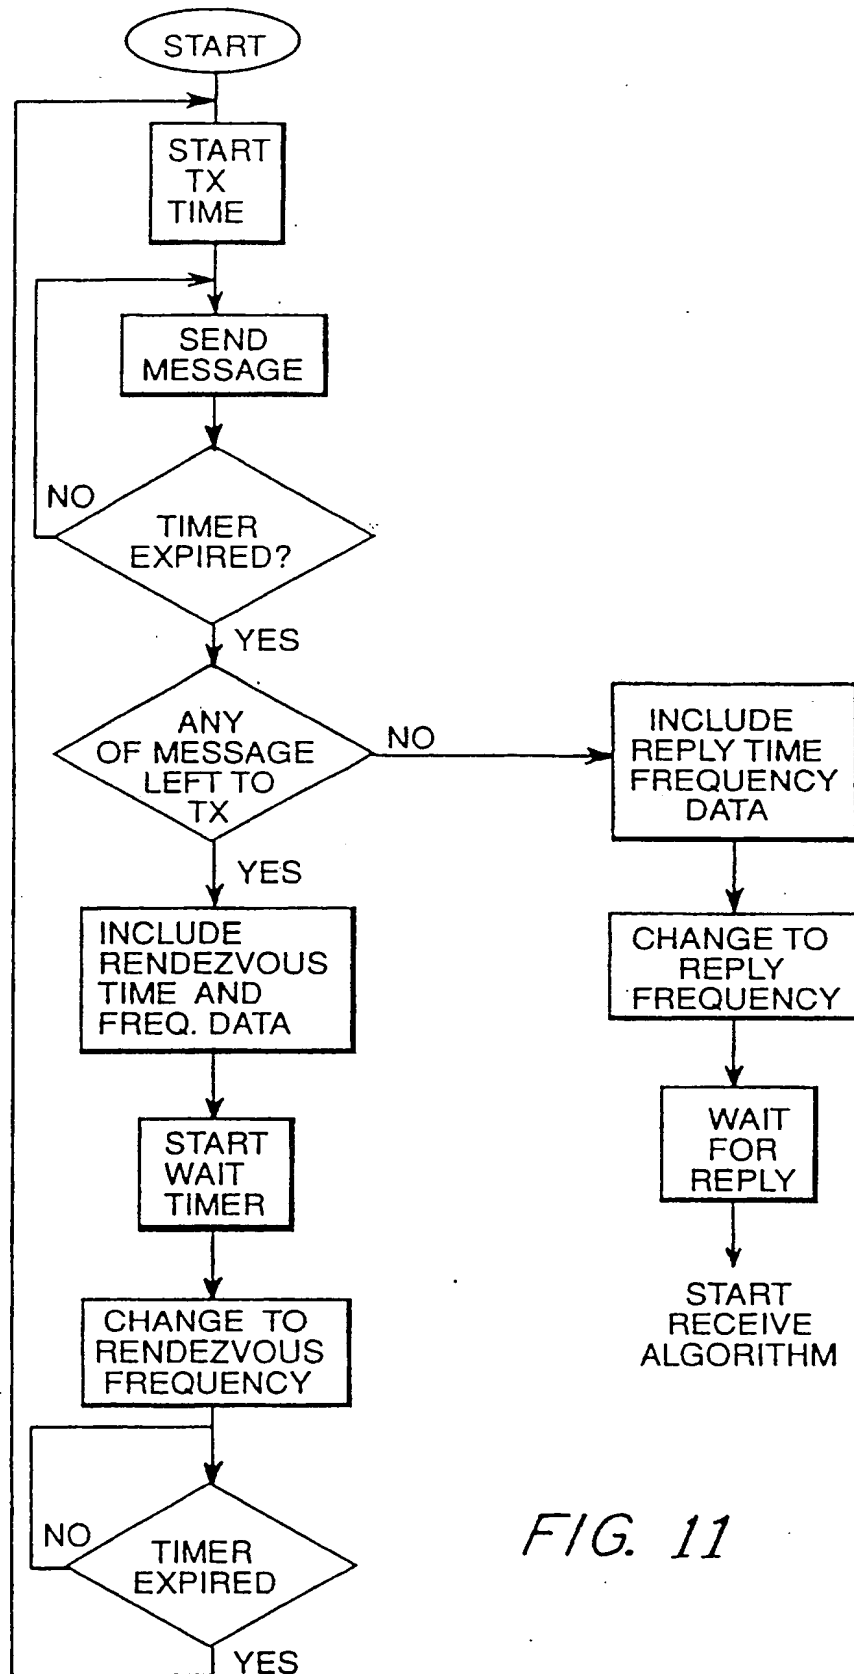 START
START
TX
TIME
SEND
MESSAGE
NO
TIMER
EXPIRED?
YES
ANY
OF MESSAGE
LEFT TO
TX
NO
INCLUDE
REPLY TIME
FREQUENCY
DATA
YES
INCLUDE
RENDEZVOUS
TIME AND
FREQ. DATA
CHANGE TO
REPLY
FREQUENCY
START
WAIT
TIMER
WAIT
FOR
REPLY
CHANGE TO
RENDEZVOUS
FREQUENCY
START
RECEIVE
ALGORITHM
NO
TIMER
EXPIRED
YES
FIG. 11